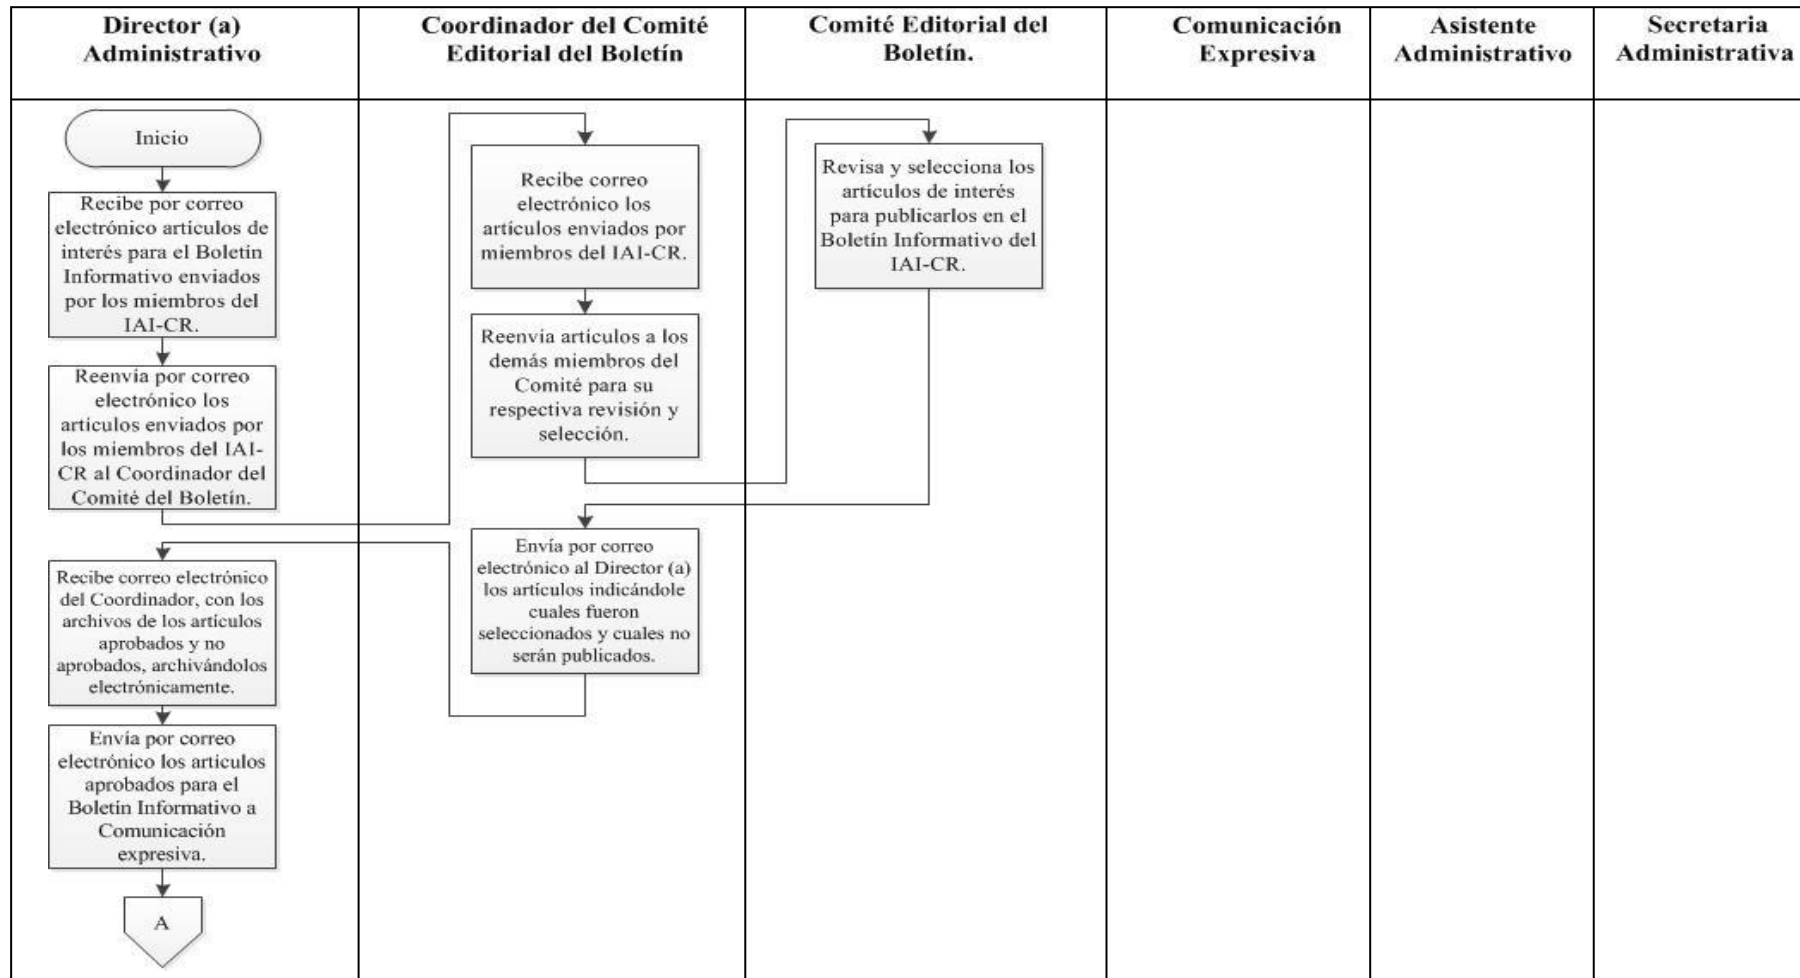 Director (a)
Administrativo
Coordinador del Comité
Editorial del Boletín
Comité Editorial del
Boletín.
Comunicación
Expresiva
Asistente
Administrativo
Secretaria
Administrativa
Inicio
Recibe por correo
electrónico artículos de
interés para el Boletín
Informativo enviados
por los miembros del
IAI-CR.
Reenvía por correo
electrónico los
artículos enviados por
los miembros del IAI-
CR al Coordinador del
Comité del Boletín.
Recibe correo
electrónico los
artículos enviados por
miembros del IAI-CR.
Reenvía artículos a los
demás miembros del
Comité para su
respectiva revisión y
selección.
Revisa y selecciona los
artículos de interés
para publicarlos en el
Boletín Informativo del
IAI-CR.
Envía por correo
electrónico al Director (a)
los artículos indicándole
cuales fueron
seleccionados y cuales no
serán publicados.
Recibe correo electrónico
del Coordinador, con los
archivos de los artículos
aprobados y no
aprobados, archivándolos
electrónicamente.
Envía por correo
electrónico los artículos
aprobados para el
Boletín Informativo a
Comunicación
expresiva.
A